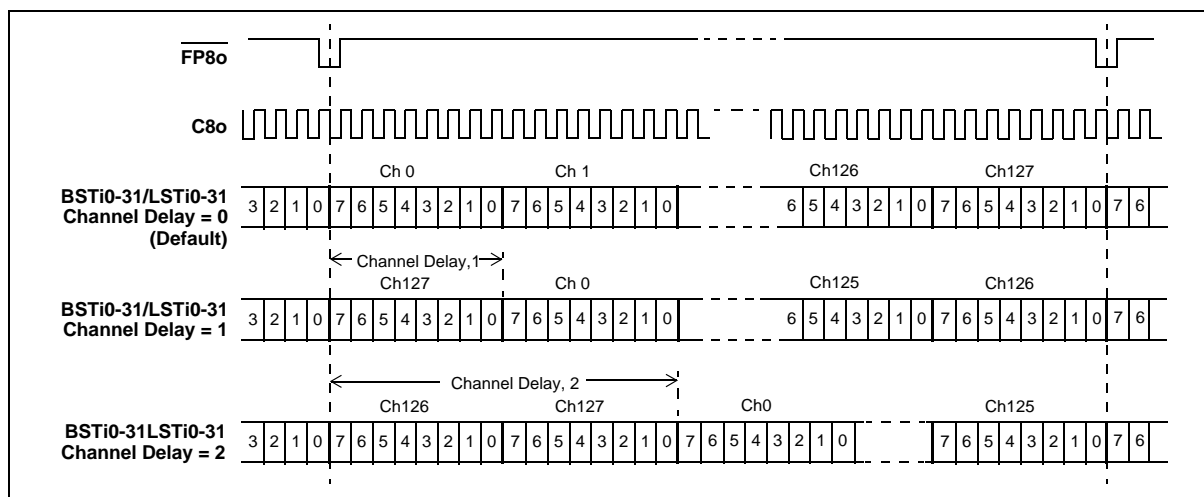 FP8o
C8o
Ch 0 Ch 1 Ch126 Ch127
BSTi0-31/LSTi0-31
Channel Delay = 0
(Default)
3 2 1 0 7 6 5 4 3 2 1 0 7 6 5 4 3 2 1 0 6 5 4 3 2 1 0 7 6 5 4 3 2 1 0 7 6
Channel Delay,1
Ch127 Ch 0 Ch125 Ch126
BSTi0-31/LSTi0-31
Channel Delay = 1
3 2 1 0 7 6 5 4 3 2 1 0 7 6 5 4 3 2 1 0 6 5 4 3 2 1 0 7 6 5 4 3 2 1 0 7 6
Channel Delay, 2
Ch126 Ch127 Ch0 Ch125
BSTi0-31LSTi0-31
Channel Delay = 2
3 2 1 0 7 6 5 4 3 2 1 0 7 6 5 4 3 2 1 0 7 6 5 4 3 2 1 0 7 6 5 4 3 2 1 0 7 6